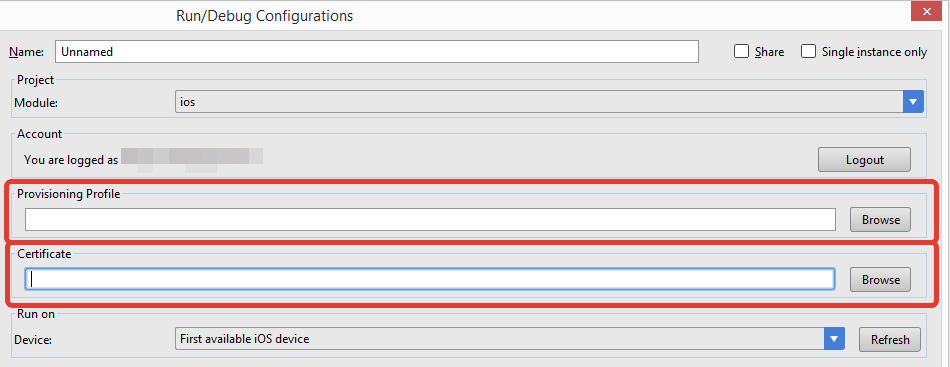 Run/Debug Configurations
Name: Unnamed Share Single instance only
Project
Module: ios
Account
You are logged as Logout
Provisioning Profile
Browse
Certificate
Browse
Run on
Device: First available iOS device Refresh